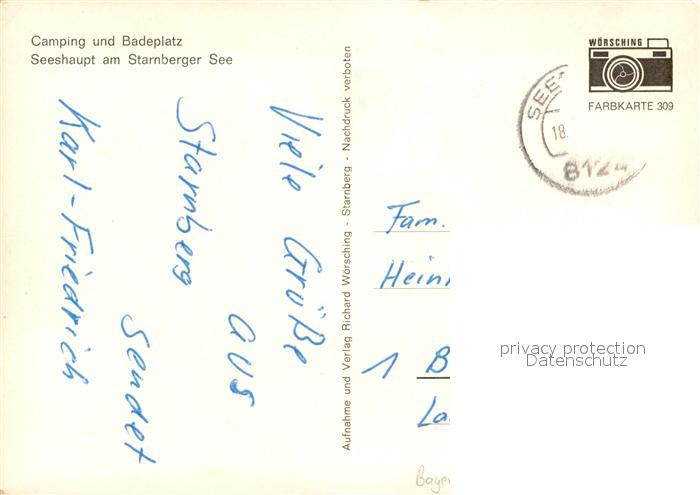 Camping und Badeplatz
Seeshaupt am Starnberger See
WÖRSCHING
FARBKARTE 309
SEE
18.
8124
Viele Grüße
aus
Starnberg
sendet
Karl-Friedrich
Aufnahme und Verlag Richard Wörsching - Starnberg - Nachdruck verboten
Fam.
Hein
1 B
La
privacy protection
Datenschutz
Bayer